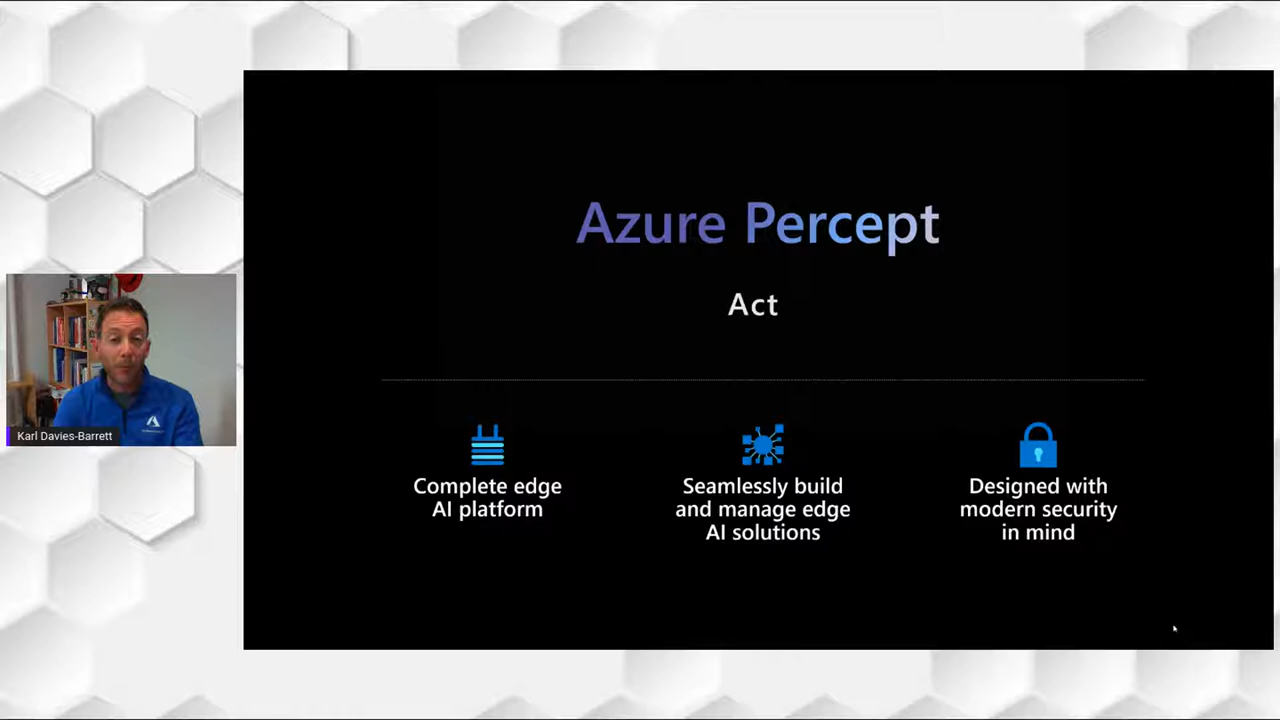 Azure Percept
Act
Complete edge
AI platform
Seamlessly build
and manage edge
AI solutions
Designed with
modern security
in mind
Karl Davies-Barrett